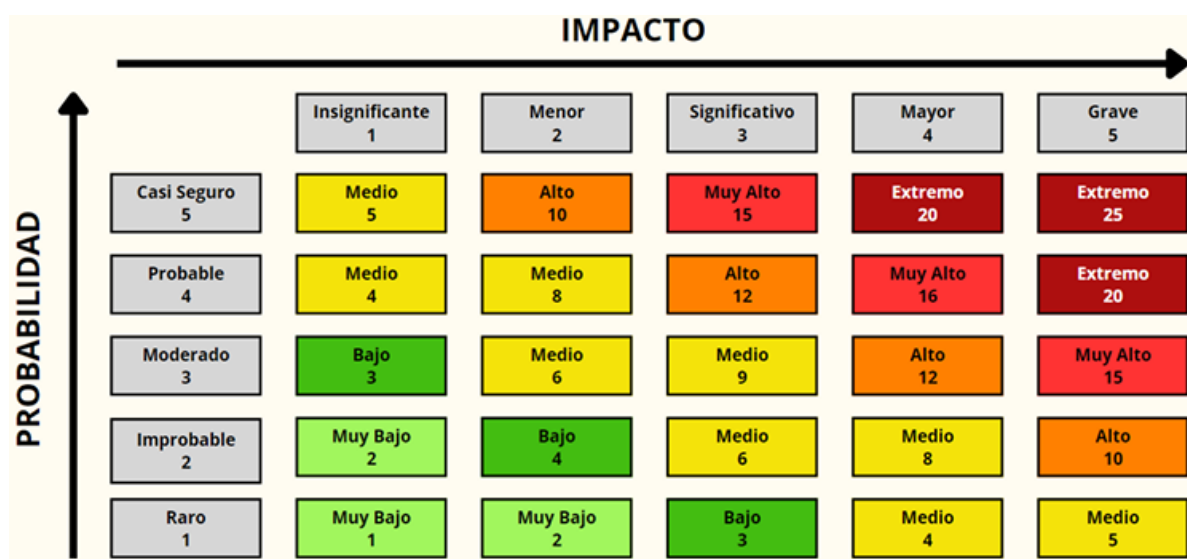 IMPACTO
Insignificante
1
Menor
2
Significativo
3
Mayor
4
Grave
5
PROBABILIDAD
Casi Seguro
5
Medio
5
Alto
10
Muy Alto
15
Extremo
20
Extremo
25
Probable
4
Medio
4
Medio
8
Alto
12
Muy Alto
16
Extremo
20
Moderado
3
Bajo
3
Medio
6
Medio
9
Alto
12
Muy Alto
15
Improbable
2
Muy Bajo
2
Bajo
4
Medio
6
Medio
8
Alto
10
Raro
1
Muy Bajo
1
Muy Bajo
2
Bajo
3
Medio
4
Medio
5